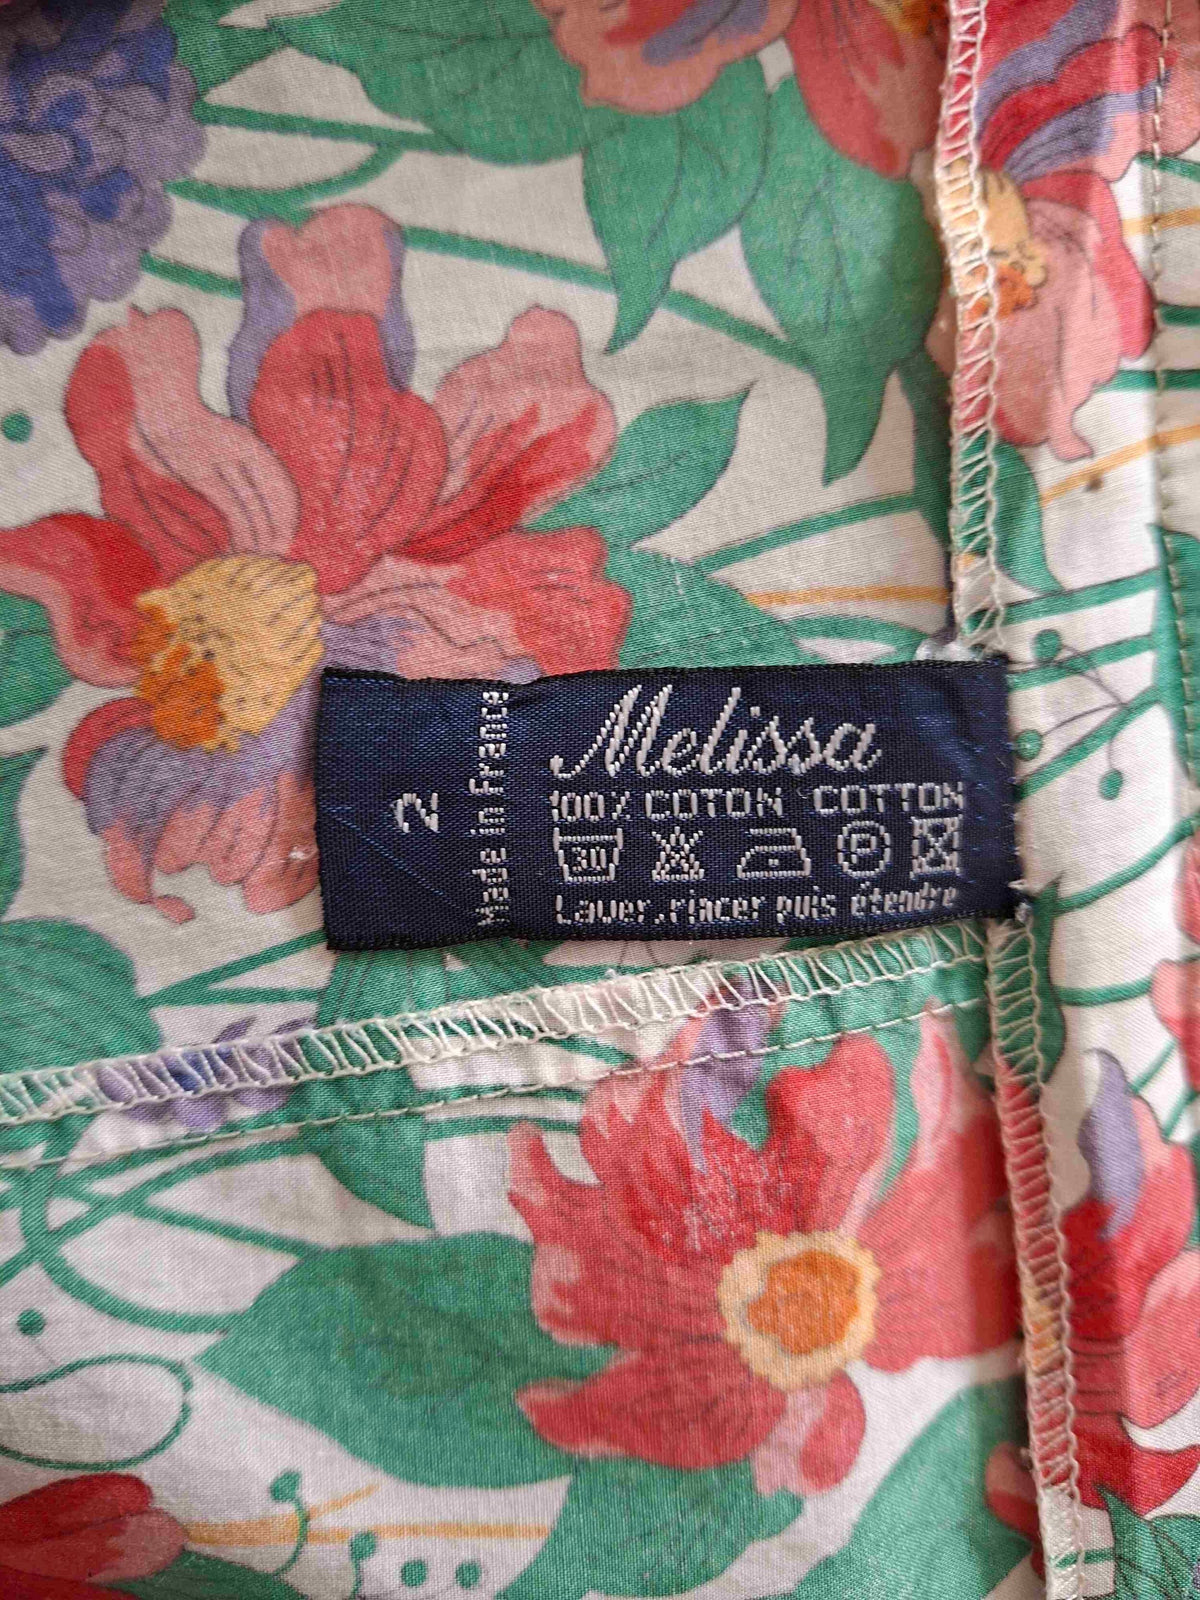 Melissa
100% COTON COTTON
30 A P
Laver, rincer puis étendre
Made in France
2